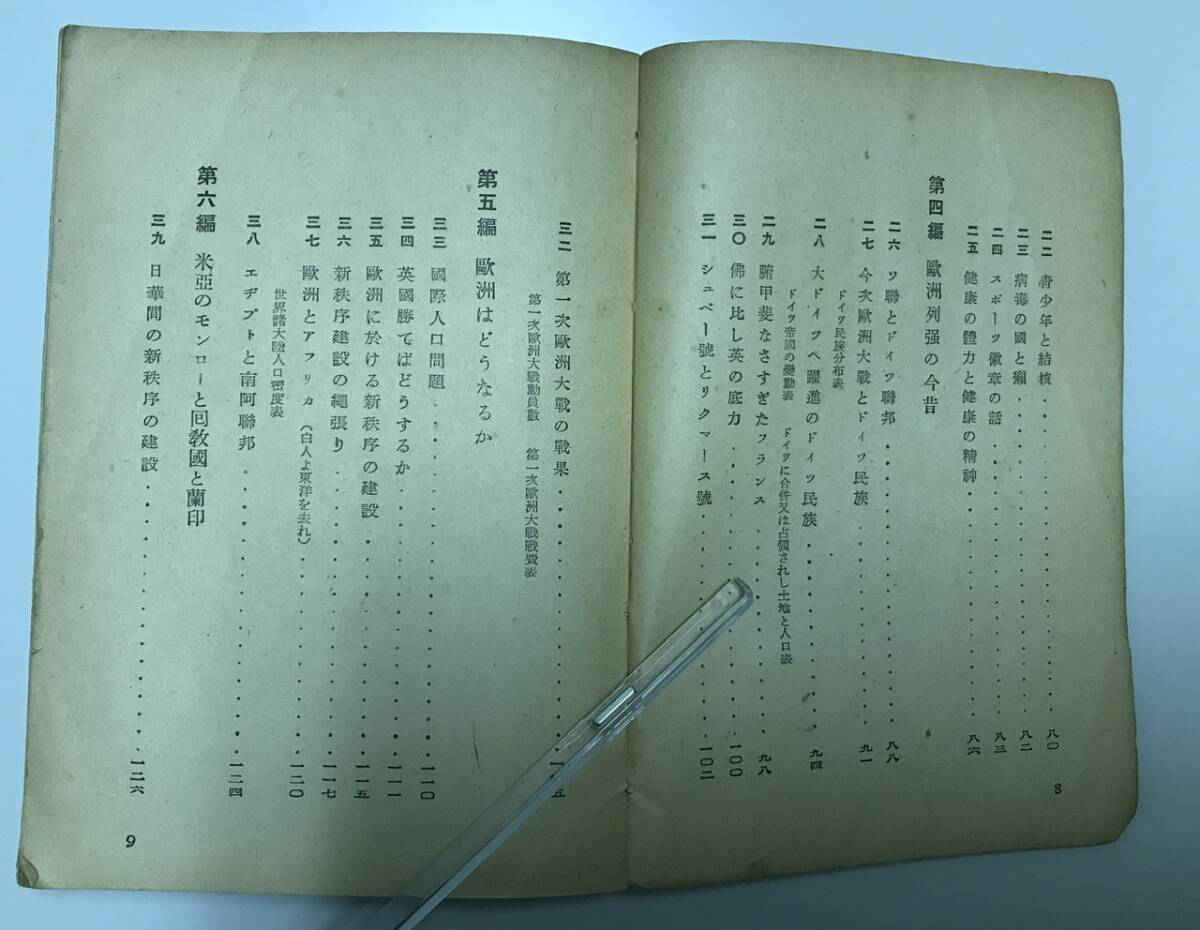 二二 青少年と結核 八〇
二三 病毒の國と癩 八二
二四 スポーツ徽章の話 八三
二五 健康の體力と健康の精神 八六
第四編 歐洲列强の今昔
二六 ソ聯とドイツ聯邦 八八
二七 今次歐洲大戰とドイツ民族 九一
ドイツ民族分布表
二八 大ドイツへ躍進のドイツ民族 九四
ドイツ帝國の變動表 ドイツに合併又は占領されし土地と人口表
二九 腑甲斐なさすぎたフランス 九八
三〇 佛に比し英の底力 一〇〇
三一 シュペー號とリクマース號 一〇二
8
三二 第一次歐洲大戰の戰果
第一次歐洲大戰動員數 第一次歐洲大戰戰費表
第五編 歐洲はどうなるか
三三 國際人口問題 一一〇
三四 英國勝てばどうするか 一一一
三五 歐洲に於ける新秩序の建設 一一五
三六 新秩序建設の繩張り 一一七
三七 歐洲とアフリカ(白人よ東洋を去れ) 一二〇
世界諸大陸人口密度表
三八 エヂプトと南阿聯邦 一二四
第六編 米亞のモンローと回敎國と蘭印
三九 日華間の新秩序の建設 一二六
9